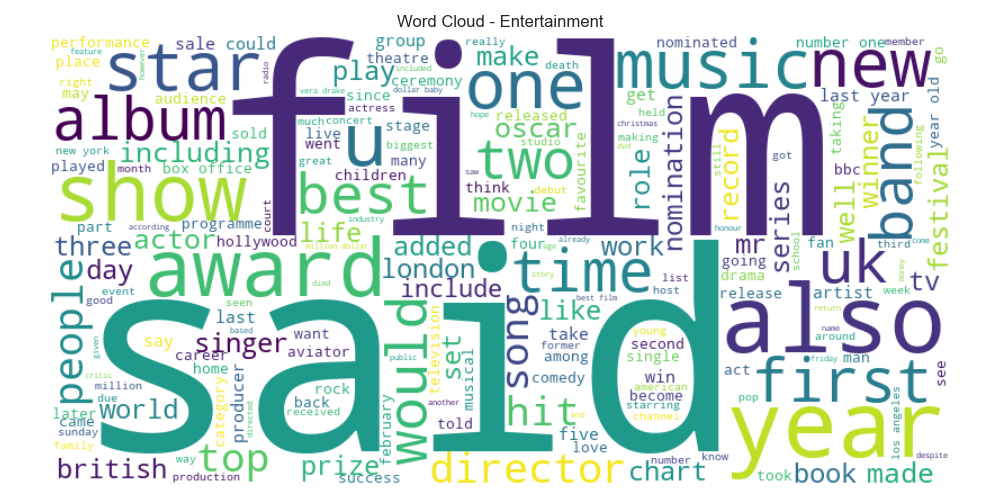 Word Cloud - Entertainment
film
said
year
also
music
new
star
album
show
award
one
u
two
best
time
band
uk
first
people
would
song
hit
top
director
world
british
prize
chart
book
made
singer
actor
three
day
including
play
make
oscar
movie
role
nomination
record
series
winner
well
festival
tv
mr
work
life
added
london
include
like
set
performance
place
may
right
feature
however
sale
could
theatre
audience
group
ceremony
since
radio
included
vera drake
dollar baby
really
death
nominated
number one
member
go
last year
year old
get
held
making
dvd
taking
christmas
still
got
bbc
following
new york
played
month
sold
box office
court
much
concert
actress
live
went
great
biggest
many
children
stage
released
hope
studio
saw
think
debut
favourite
part
according
programme
hollywood
industry
million dollar
night
four
age
already
story
going
drama
school
fan
third
come
event
good
seen
died
last
given
say
career
home
based
want
aviator
public
television
musical
list
host
best film
release
artist
week
money
return
name
around
friday
man
see
young
second
take
former
among
single
comedy
win
become
american
starring
channel
act
pop
los angeles
critic
million
due
later
came
sunday
family
way
production
category
producer
directed
rock
back
received
another
february
told
success
end
five
love
number
know
took
despite